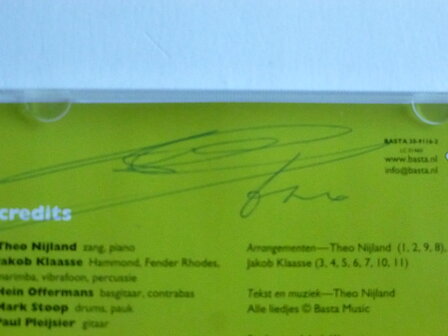 BASTA 30-9116-2
www.basta.nl
info@basta.nl
credits
Theo Nijland zang, piano
Jakob Klaasse Hammond, Fender Rhodes,
marimba, vibrafoon, percussie
Hein Offermans basgitaar, contrabas
Mark Stoop drums, pauk
Paul Pleijsier gitaar
Arrangementen—Theo Nijland (1, 2, 9, 8)
Jakob Klaasse (3, 4, 5, 6, 7, 10, 11)
Tekst en muziek—Theo Nijland
Alle liedjes © Basta Music